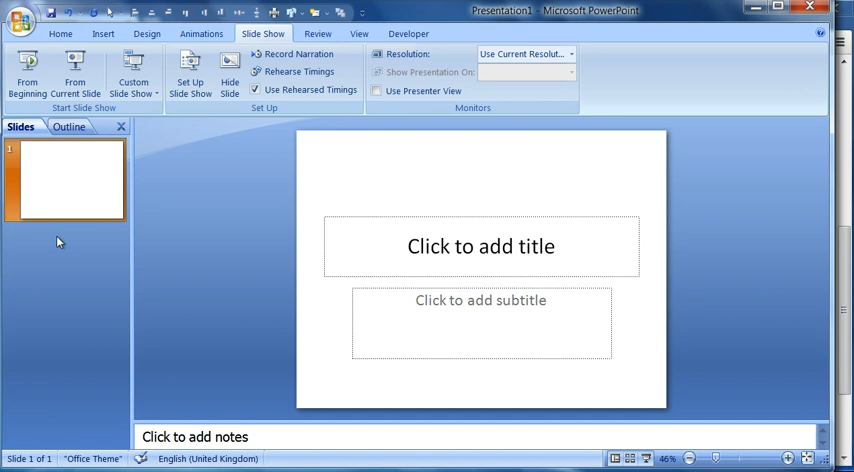 Presentation1 - Microsoft PowerPoint
Home Insert Design Animations Slide Show Review View Developer
From Beginning
From Current Slide
Custom Slide Show
Start Slide Show
Set Up Slide Show
Hide Slide
Record Narration
Rehearse Timings
Use Rehearsed Timings
Set Up
Resolution: Use Current Resolut...
Show Presentation On:
Use Presenter View
Monitors
Slides Outline
1
Click to add title
Click to add subtitle
Click to add notes
Slide 1 of 1 "Office Theme" English (United Kingdom) 46%